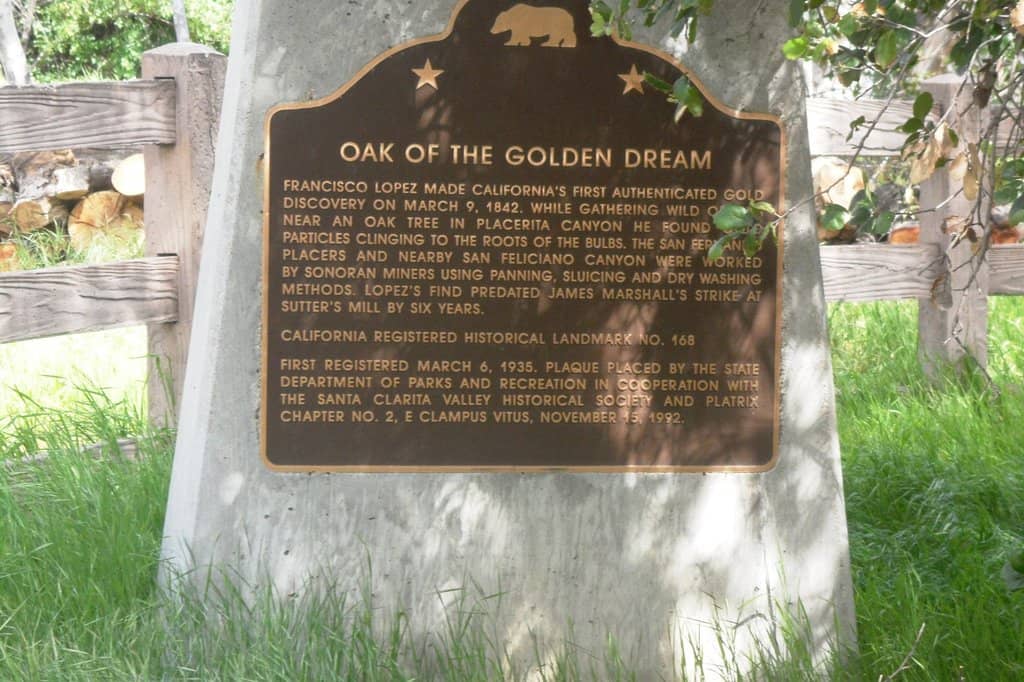 OAK OF THE GOLDEN DREAM
FRANCISCO LOPEZ MADE CALIFORNIA'S FIRST AUTHENTICATED GOLD
DISCOVERY ON MARCH 9, 1842. WHILE GATHERING WILD
NEAR AN OAK TREE IN PLACERITA CANYON HE FOUND
PARTICLES CLINGING TO THE ROOTS OF THE BULBS. THE SAN
PLACERS AND NEARBY SAN FELICIANO CANYON WERE WORKED
BY SONORAN MINERS USING PANNING, SLUICING AND DRY WASHING
METHODS. LOPEZ'S FIND PREDATED JAMES MARSHALL'S STRIKE AT
SUTTER'S MILL BY SIX YEARS.
CALIFORNIA REGISTERED HISTORICAL LANDMARK NO. 168
FIRST REGISTERED MARCH 6, 1935. PLAQUE PLACED BY THE STATE
DEPARTMENT OF PARKS AND RECREATION IN COOPERATION WITH
THE SANTA CLARITA VALLEY HISTORICAL SOCIETY AND PLATRIX
CHAPTER NO. 2, E CLAMPUS VITUS, NOVEMBER 15, 1992.